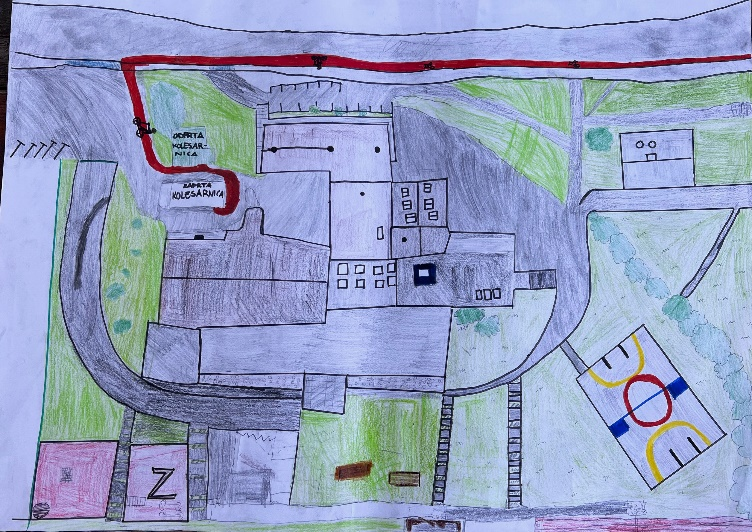 ODPRTA
KOLESAR-
NICA
ZAPRTA
KOLESARNICA
Z